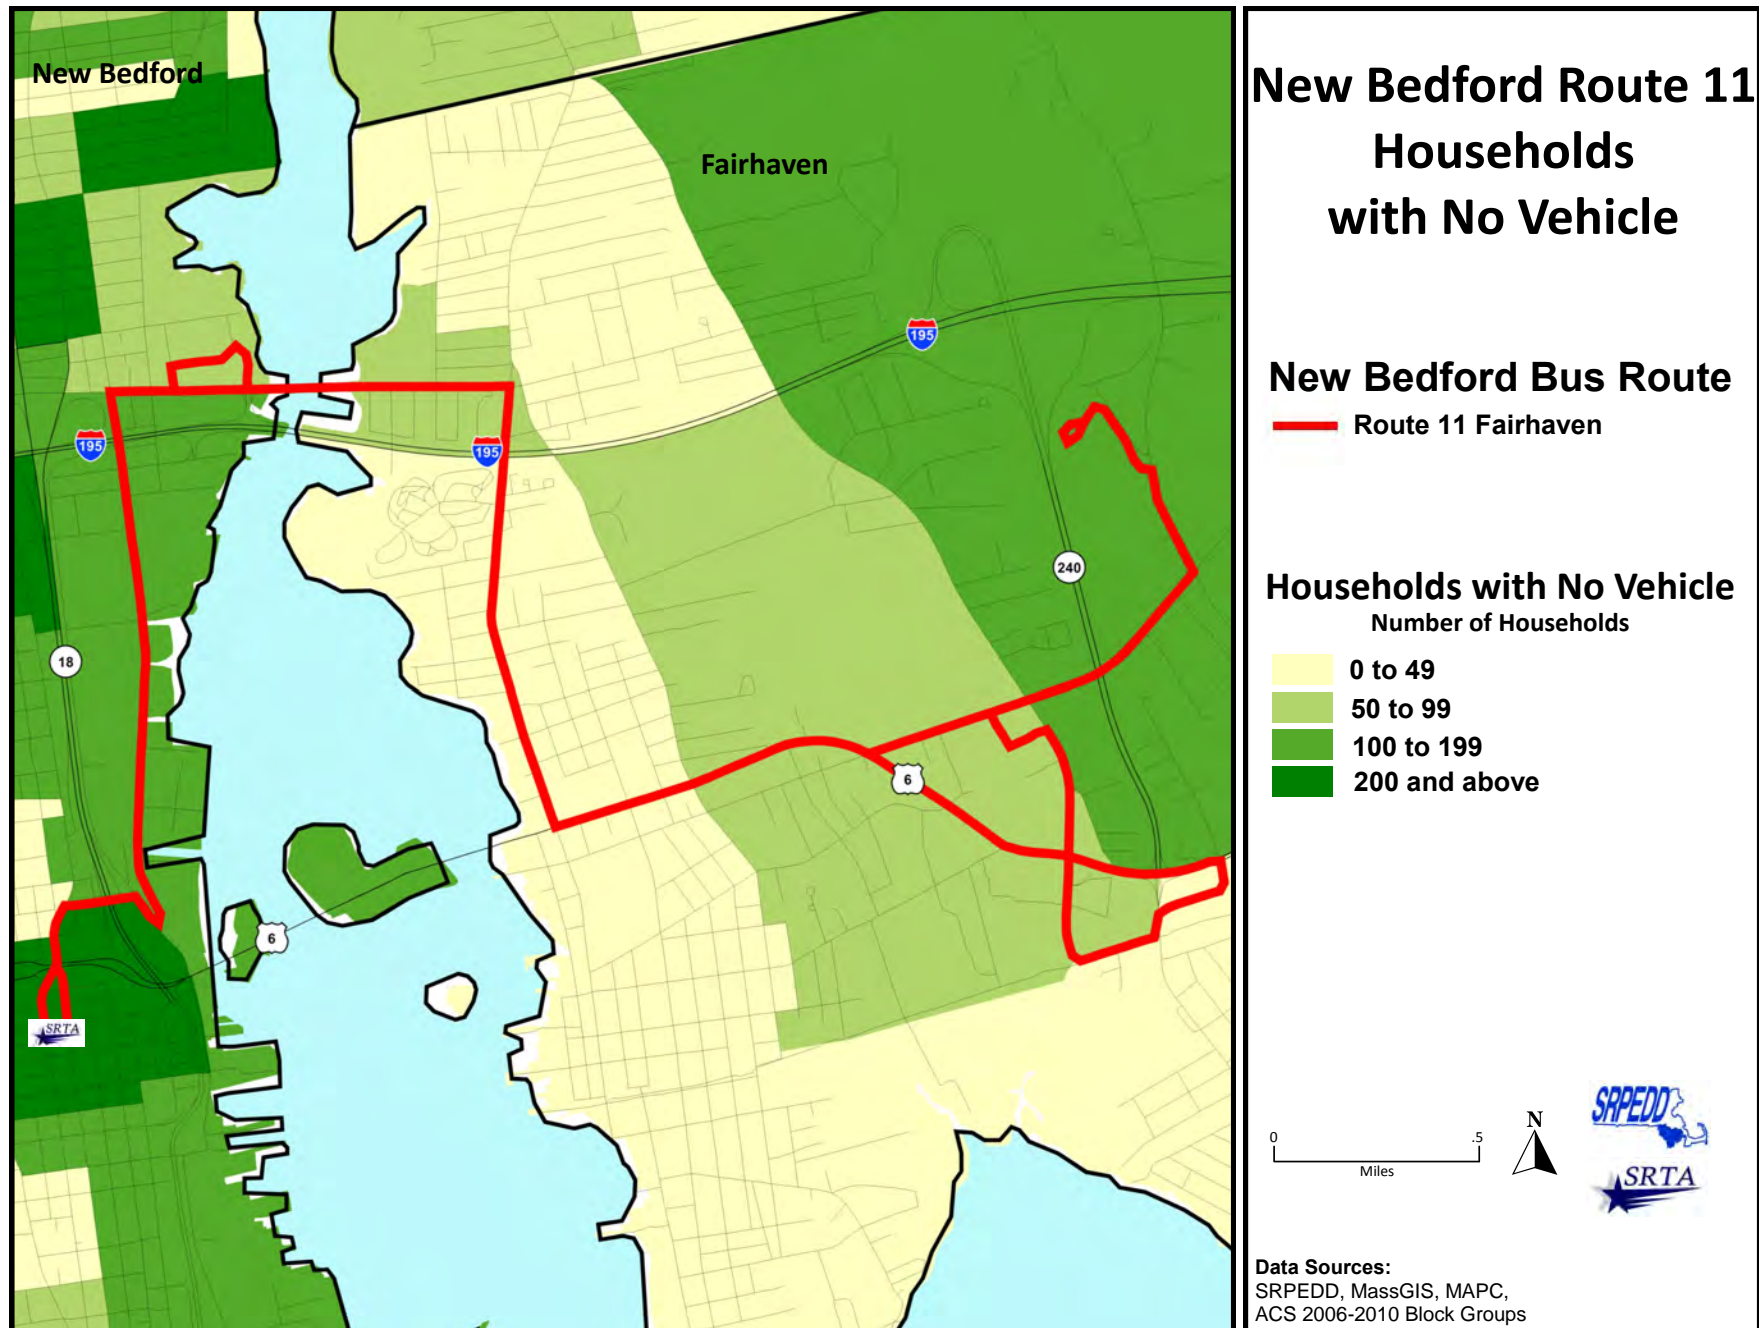 New Bedford
Fairhaven
195
195
195
240
18
6
6
SRTA
New Bedford Route 11
Households
with No Vehicle
New Bedford Bus Route
Route 11 Fairhaven
Households with No Vehicle
Number of Households
0 to 49
50 to 99
100 to 199
200 and above
0 .5
Miles
N
SRPEDD
SRTA
Data Sources:
SRPEDD, MassGIS, MAPC,
ACS 2006-2010 Block Groups